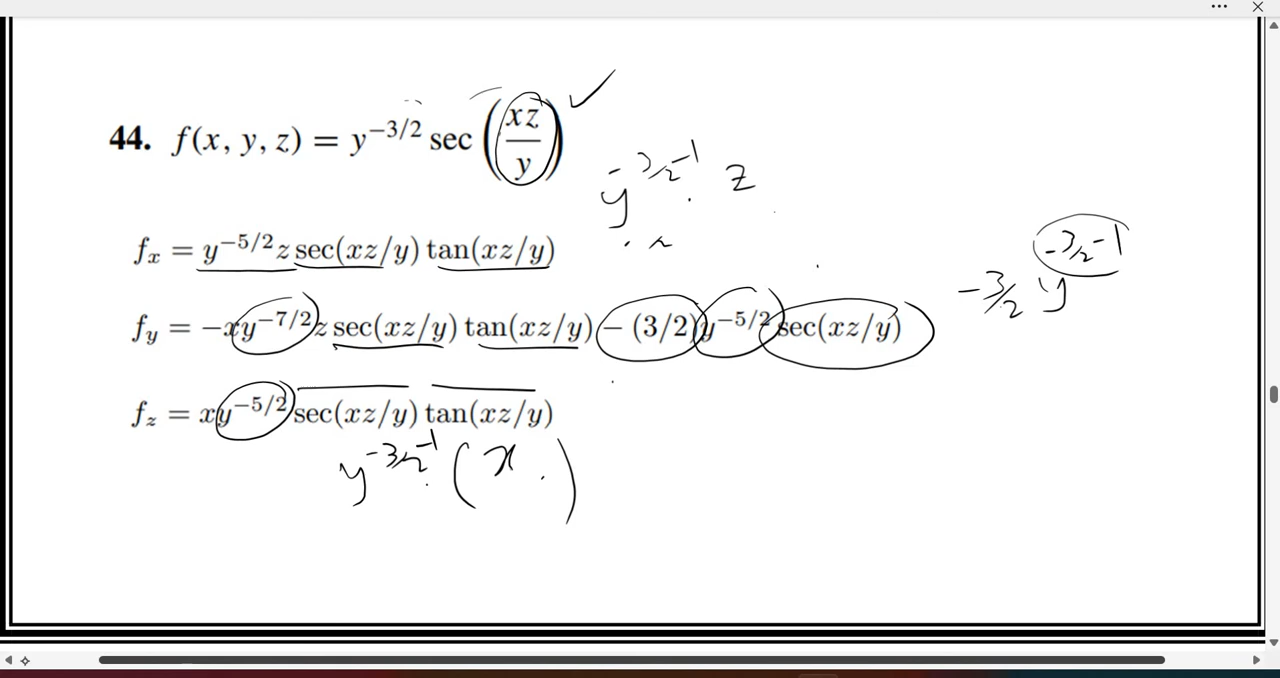 44. f(x, y, z) = y^{-3/2} sec(xz/y) ✓
y^{-3/2-1} z
f_x = y^{-5/2}z sec(xz/y) tan(xz/y)
-3/2 y^{-3/2-1}
f_y = −xy^{−7/2}z sec(xz/y) tan(xz/y) − (3/2)y^{−5/2} sec(xz/y)
f_z = xy^{−5/2} sec(xz/y) tan(xz/y)
y^{-3/2-1} (x . )